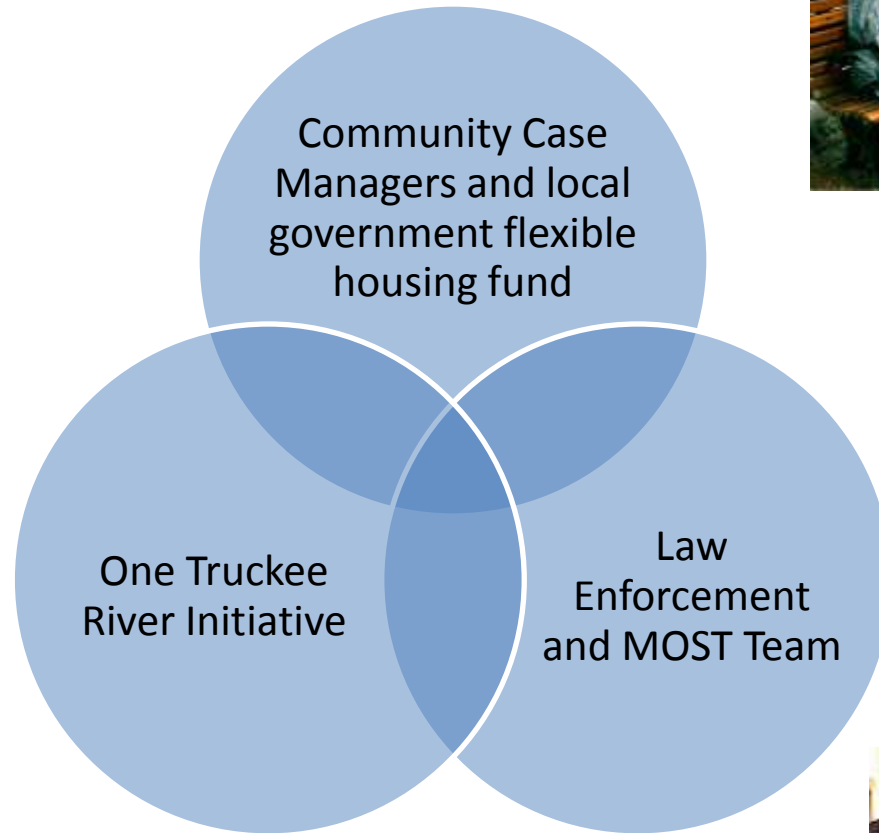 Community Case
Managers and local
government flexible
housing fund
One Truckee
River Initiative
Law
Enforcement
and MOST Team